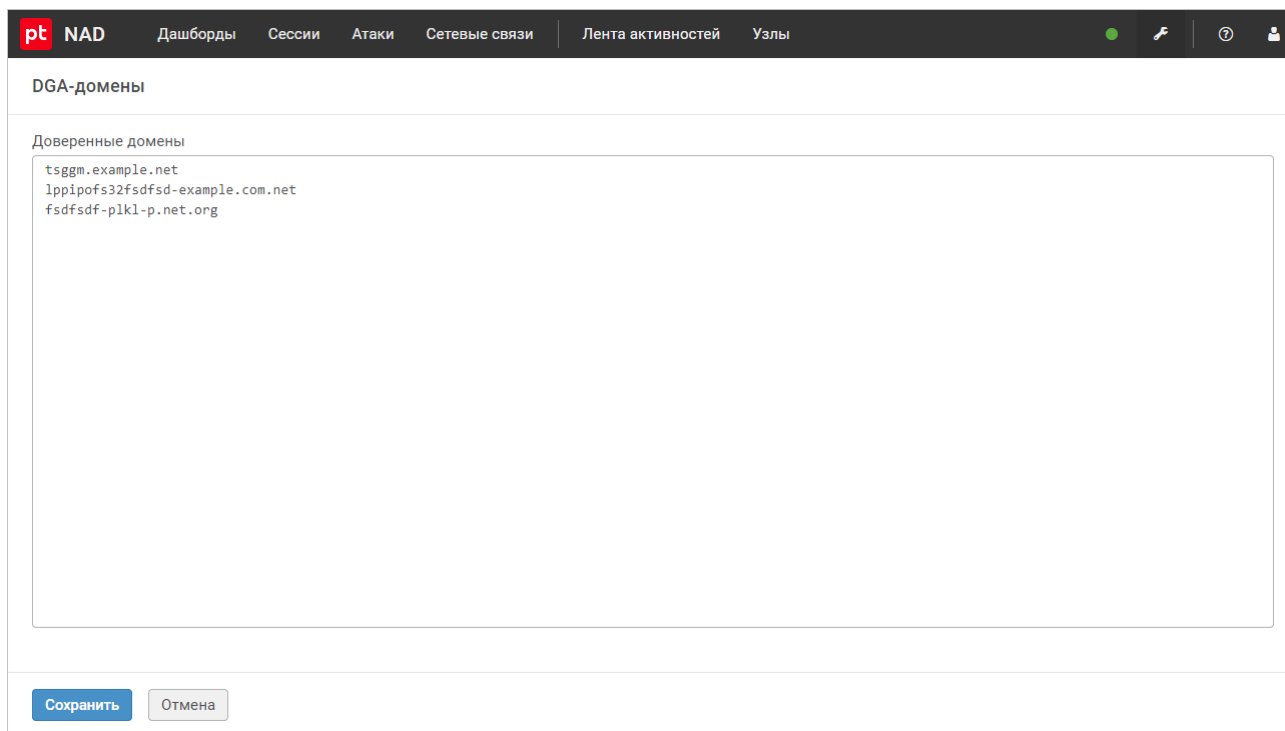 pt NAD Дашборды Сессии Атаки Сетевые связи Лента активностей Узлы
DGA-домены
Доверенные домены
tsggm.example.net
lppipofs32fsdfsd-example.com.net
fsdfsdf-plkl-p.net.org
Сохранить Отмена